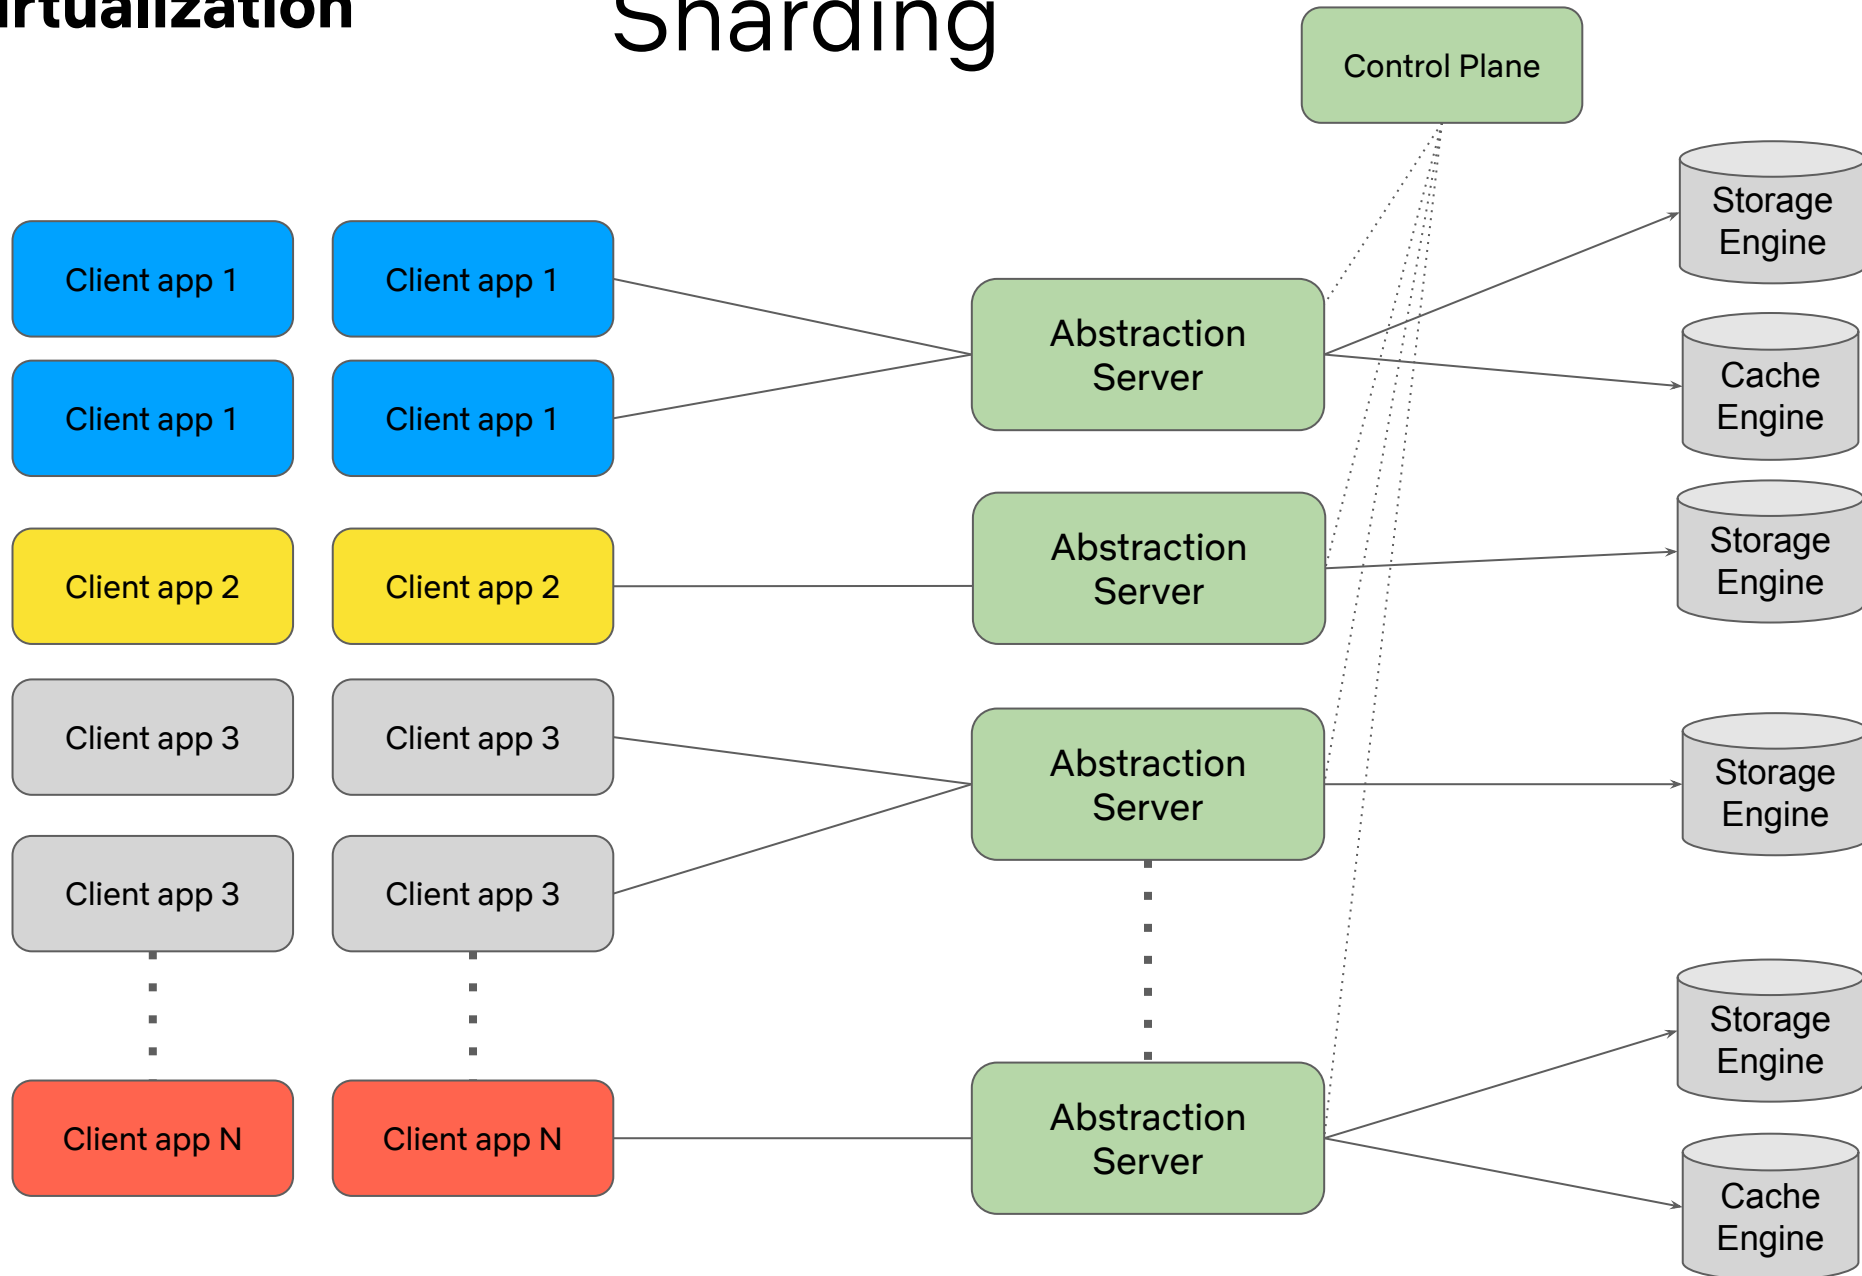 irtualization
Sharding
Control Plane
Storage
Engine
Client app 1
Client app 1
Abstraction
Server
Cache
Engine
Client app 1
Client app 1
Abstraction
Server
Storage
Engine
Client app 2
Client app 2
Client app 3
Client app 3
Abstraction
Server
Storage
Engine
Client app 3
Client app 3
Storage
Engine
Client app N
Client app N
Abstraction
Server
Cache
Engine